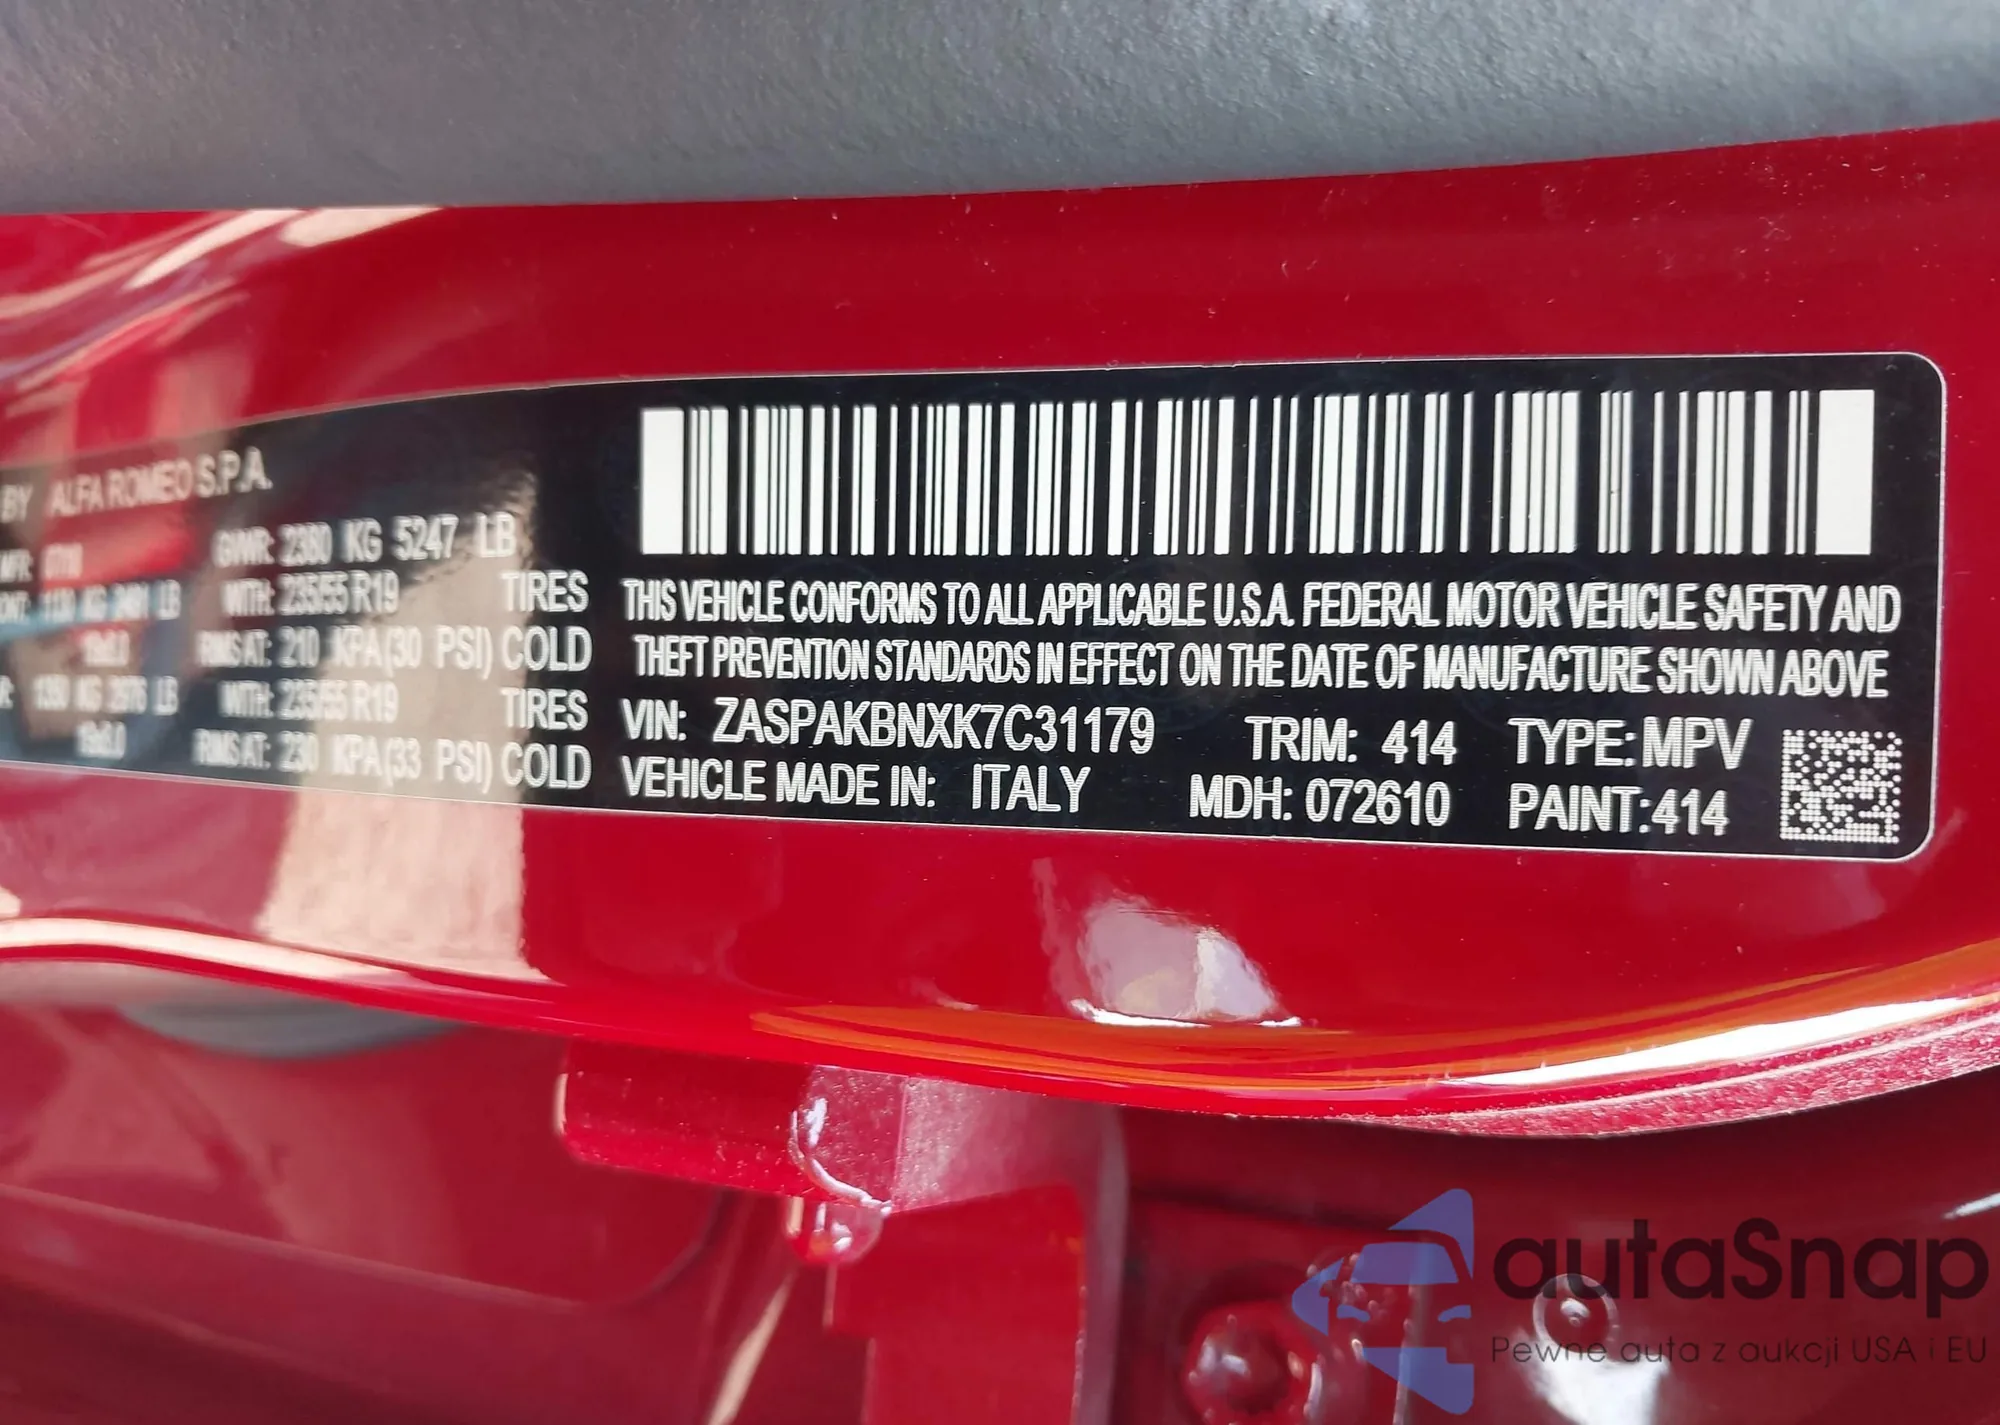 BY ALFA ROMEO S.P.A.
GVWR: 2380 KG 5247 LB
WITH: 235/55 R19 TIRES
RIMS AT: 210 KPA(30 PSI) COLD
KG 2976 LB WITH: 235/55 R19 TIRES
RIMS AT: 230 KPA(33 PSI) COLD
THIS VEHICLE CONFORMS TO ALL APPLICABLE U.S.A. FEDERAL MOTOR VEHICLE SAFETY AND
THEFT PREVENTION STANDARDS IN EFFECT ON THE DATE OF MANUFACTURE SHOWN ABOVE
VIN: ZASPAKBNXK7C31179 TRIM: 414 TYPE: MPV
VEHICLE MADE IN: ITALY MDH: 072610 PAINT: 414
autaSnap
Pewne auta z aukcji USA i EU